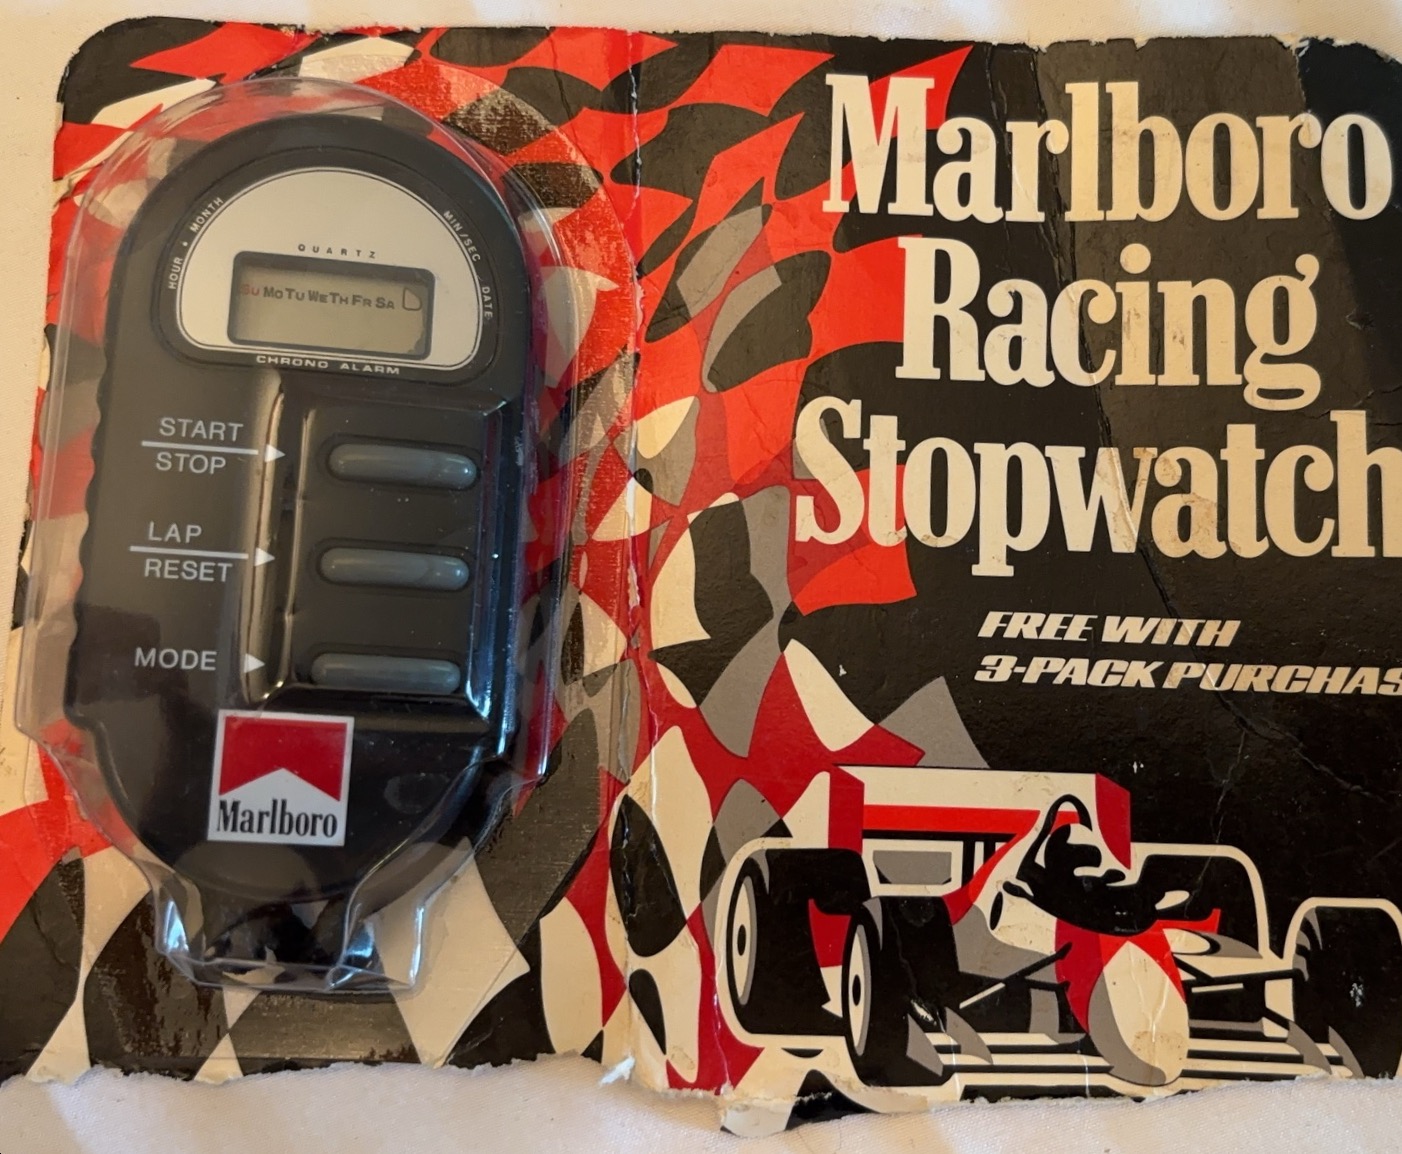 HOUR • MONTH
MIN/SEC DATE
QUARTZ
SU MO TU WE TH FR SA
CHRONO ALARM
START
STOP
LAP
RESET
MODE
Marlboro
Marlboro
Racing
Stopwatch
FREE WITH
3-PACK PURCHAS